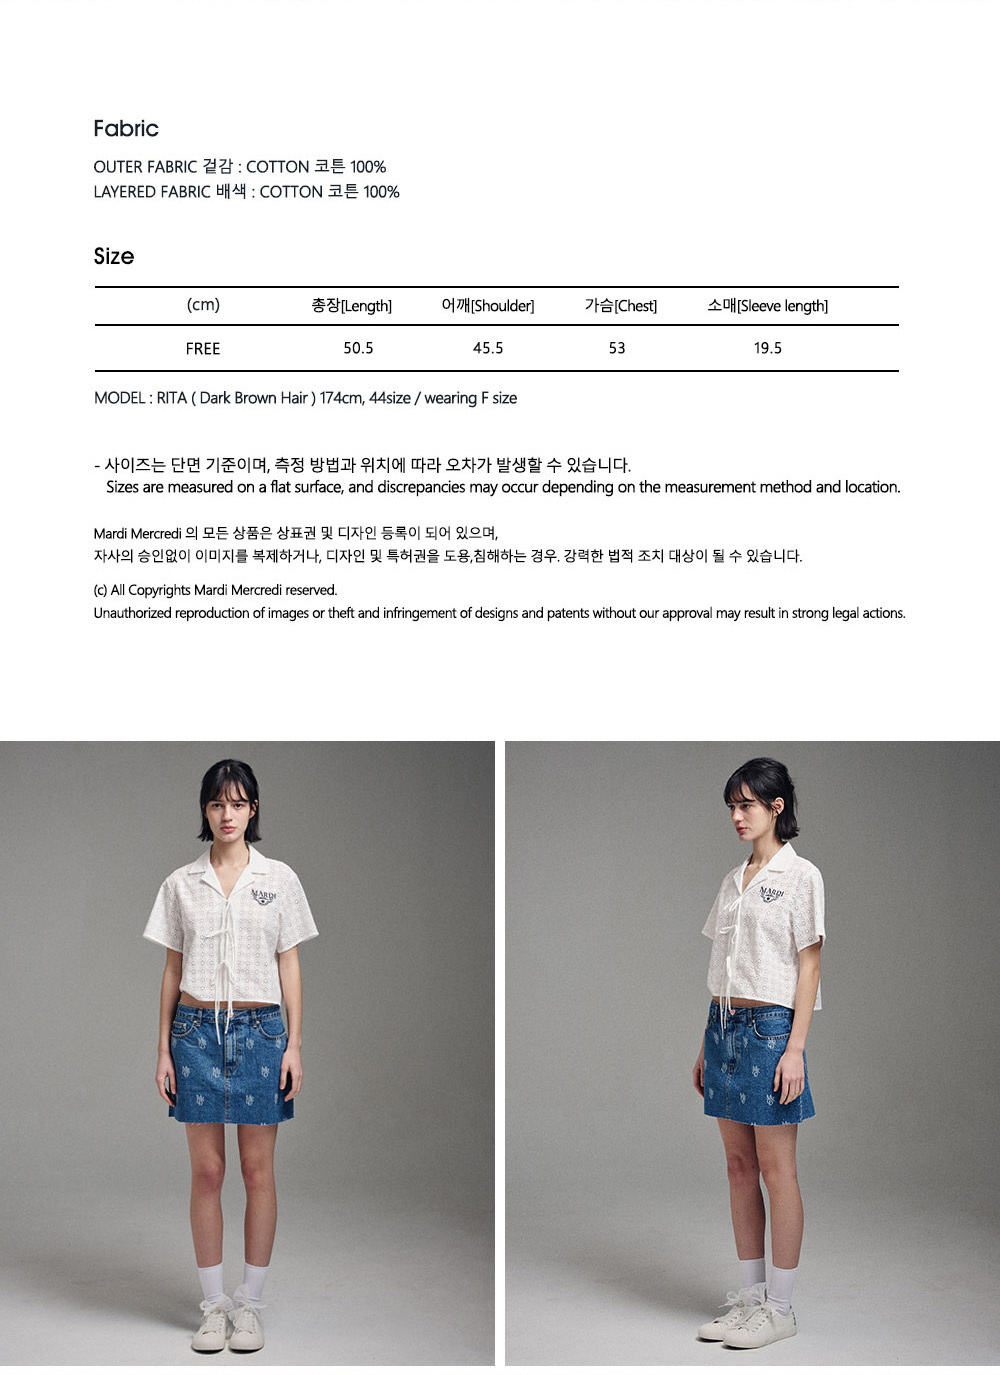 Fabric
OUTER FABRIC 겉감 : COTTON 코튼 100%
LAYERED FABRIC 배색 : COTTON 코튼 100%
Size
(cm) 총장[Length] 어깨[Shoulder] 가슴[Chest] 소매[Sleeve length]
FREE 50.5 45.5 53 19.5
MODEL : RITA ( Dark Brown Hair ) 174cm, 44size / wearing F size
- 사이즈는 단면 기준이며, 측정 방법과 위치에 따라 오차가 발생할 수 있습니다.
Sizes are measured on a flat surface, and discrepancies may occur depending on the measurement method and location.
Mardi Mercredi 의 모든 상품은 상표권 및 디자인 등록이 되어 있으며,
자사의 승인없이 이미지를 복제하거나, 디자인 및 특허권을 도용,침해하는 경우. 강력한 법적 조치 대상이 될 수 있습니다.
(c) All Copyrights Mardi Mercredi reserved.
Unauthorized reproduction of images or theft and infringement of designs and patents without our approval may result in strong legal actions.
MARDI
MARDI